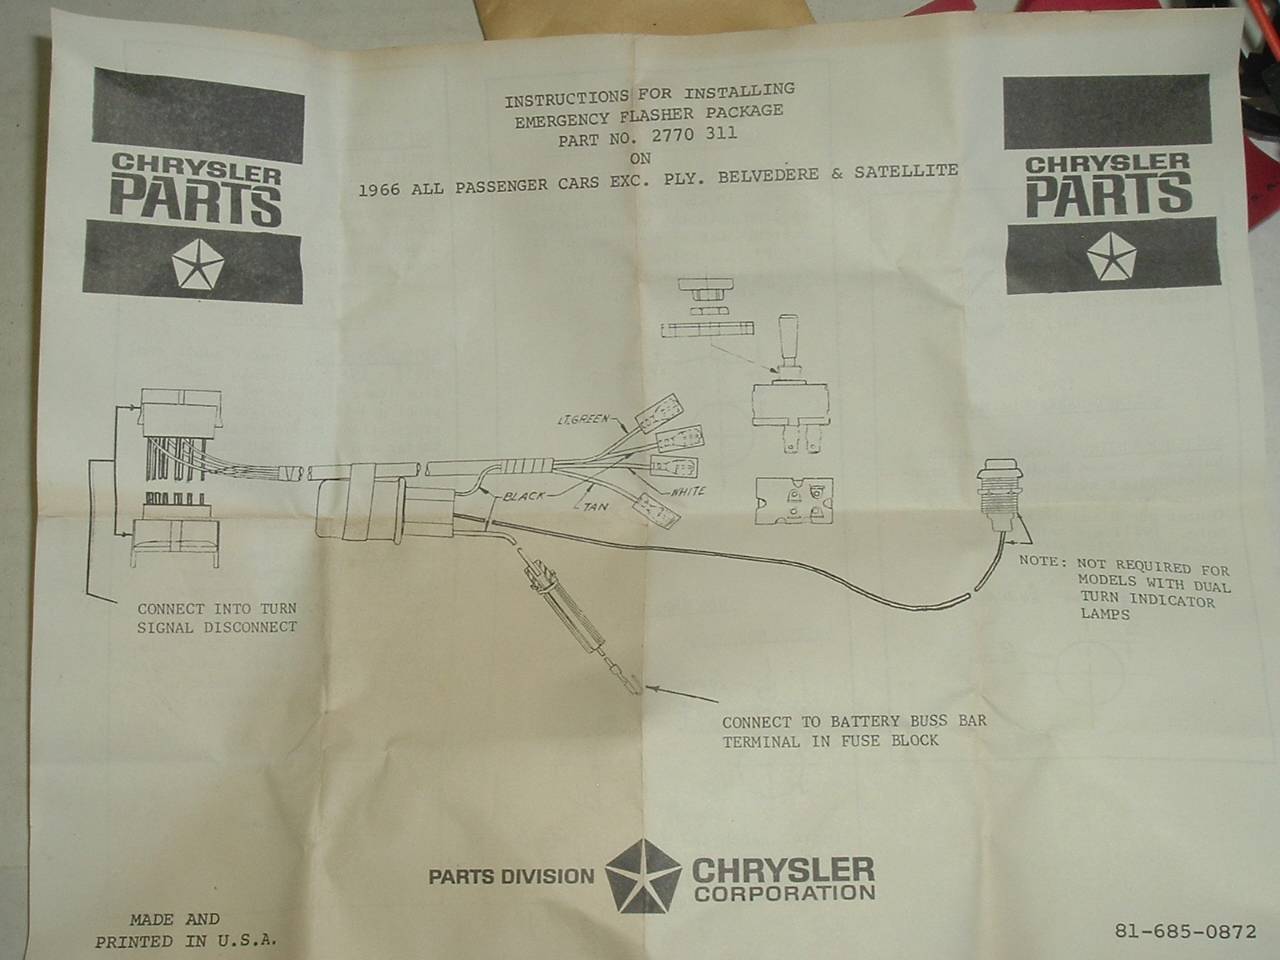 INSTRUCTIONS FOR INSTALLING
EMERGENCY FLASHER PACKAGE
PART NO. 2770 311
ON
1966 ALL PASSENGER CARS EXC. PLY. BELVEDERE & SATELLITE
CHRYSLER
PARTS
CHRYSLER
PARTS
LT. GREEN
BLACK
TAN
WHITE
NOTE: NOT REQUIRED FOR
MODELS WITH DUAL
TURN INDICATOR
LAMPS
CONNECT INTO TURN
SIGNAL DISCONNECT
CONNECT TO BATTERY BUSS BAR
TERMINAL IN FUSE BLOCK
PARTS DIVISION
CHRYSLER
CORPORATION
MADE AND
PRINTED IN U.S.A.
81-685-0872